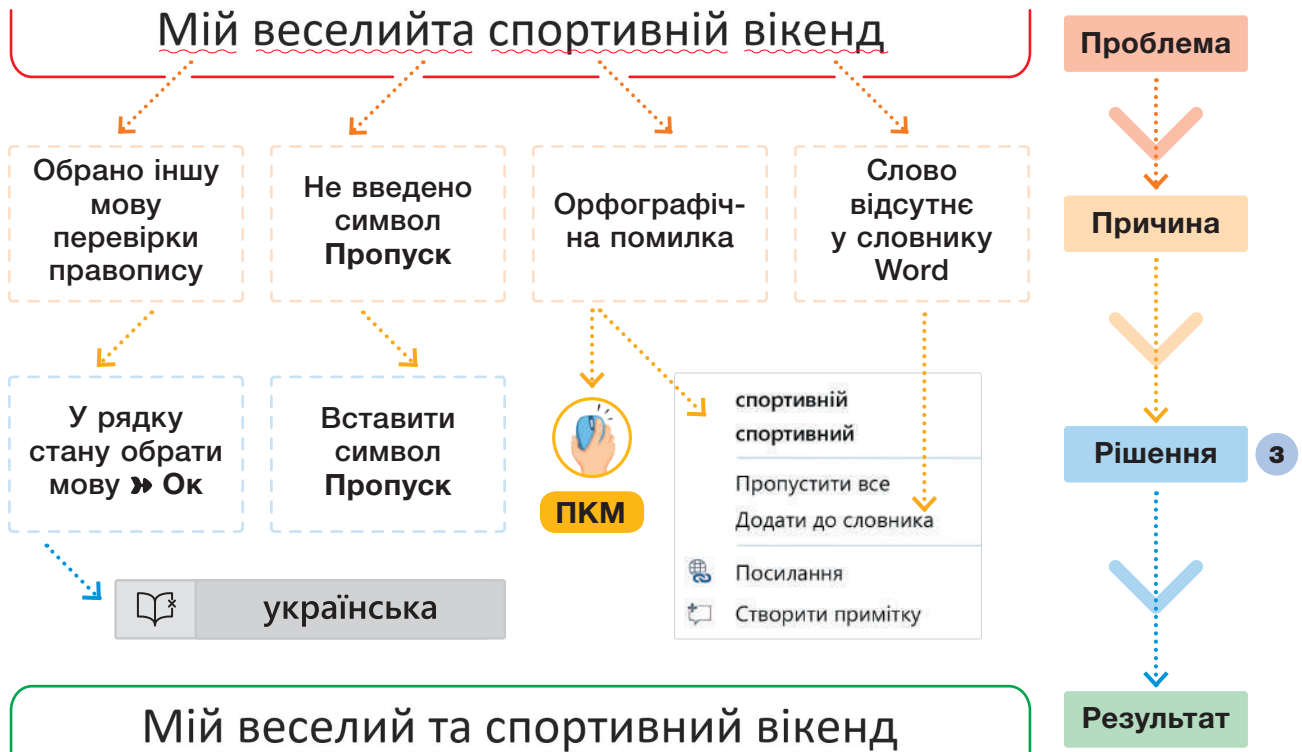 Мій веселийта спортивній вікенд
Проблема
Обрано іншу
мову
перевірки
правопису
Не введено
символ
Пропуск
Орфографіч-
на помилка
Слово
відсутнє
у словнику
Word
Причина
У рядку
стану обрати
мову » Ок
Вставити
символ
Пропуск
ПКМ
спортивній
спортивний
Пропустити все
Додати до словника
Посилання
Створити примітку
Рішення
3
українська
Мій веселий та спортивний вікенд
Результат